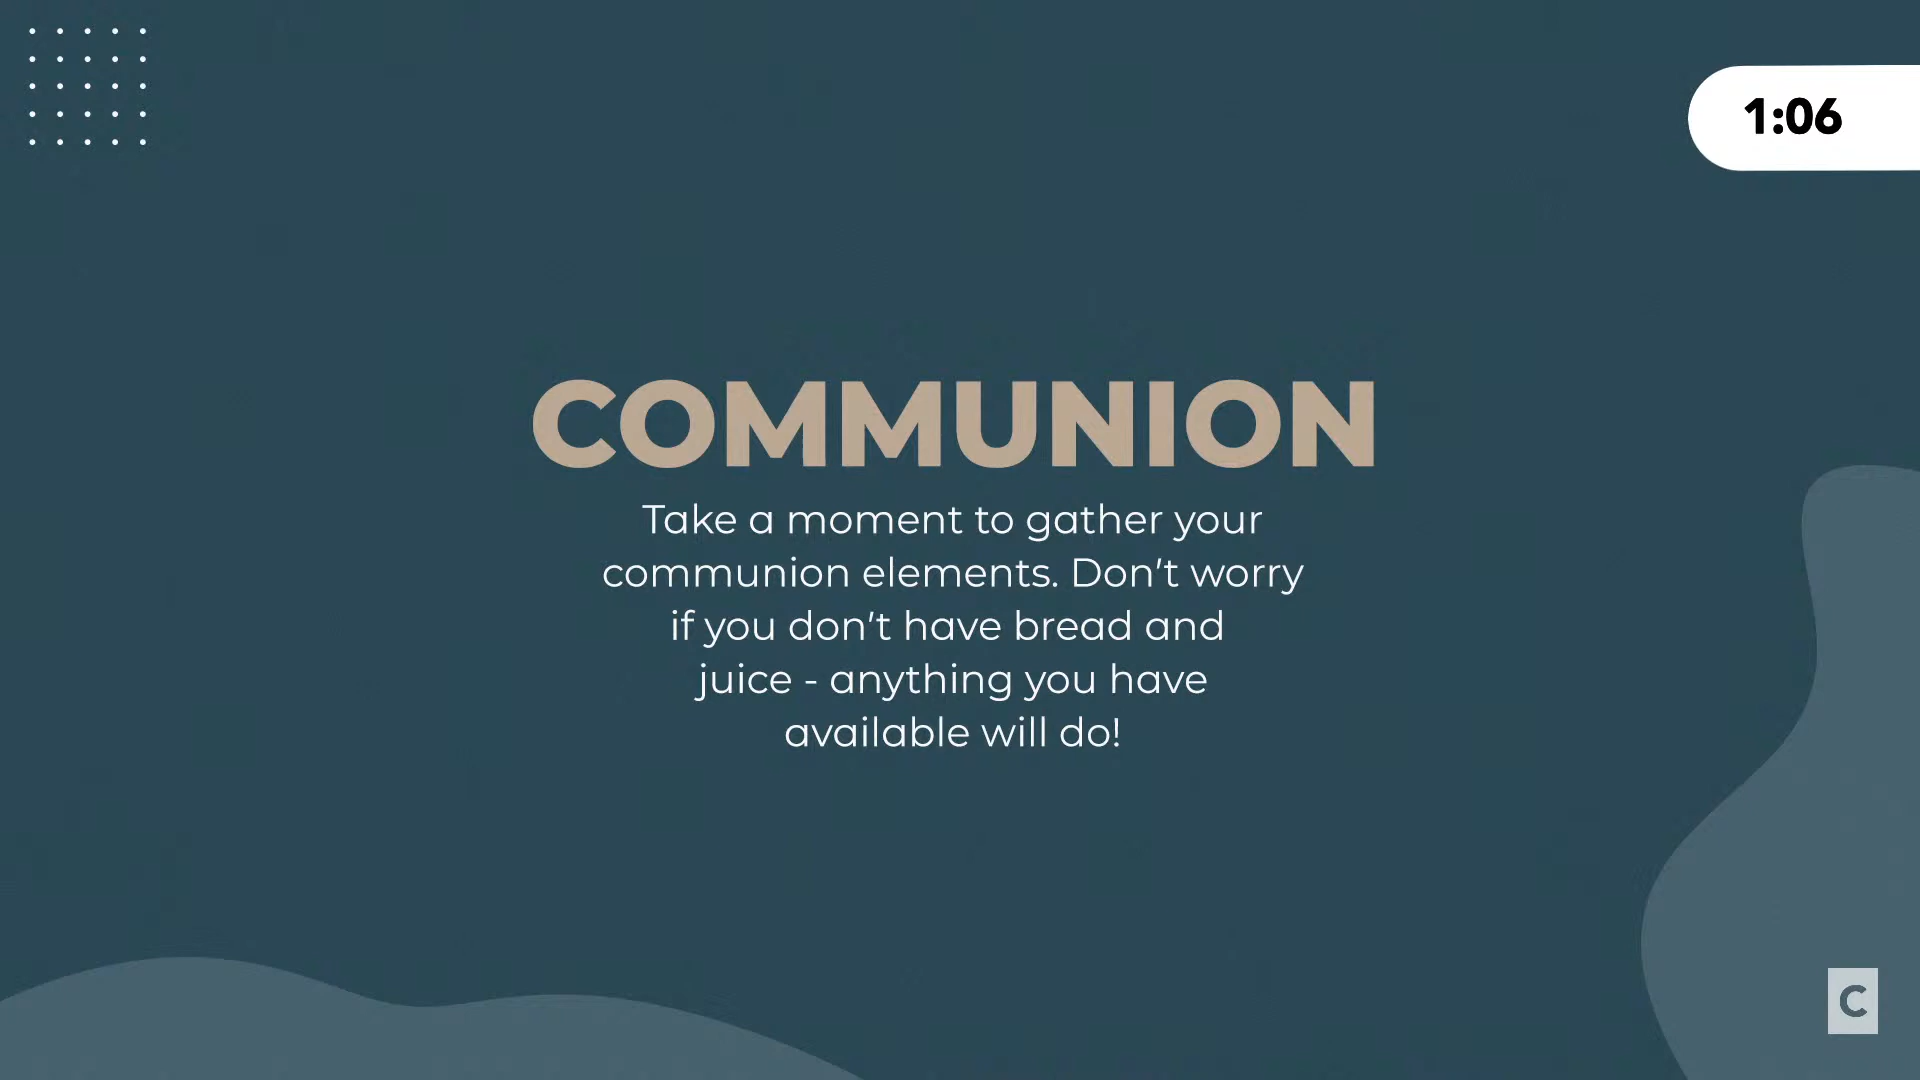 1:06
COMMUNION
Take a moment to gather your
communion elements. Don't worry
if you don't have bread and
juice - anything you have
available will do!
C